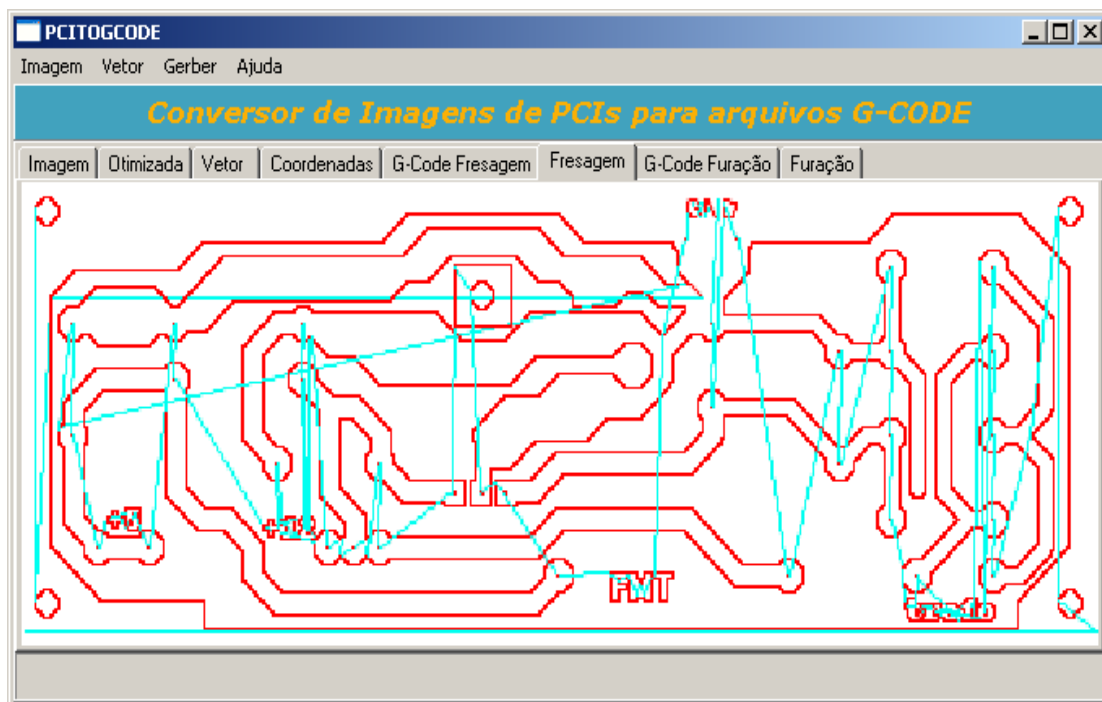 PCITOGCODE
Imagem Vetor Gerber Ajuda
Conversor de Imagens de PCIs para arquivos G-CODE
Imagem Otimizada Vetor Coordenadas G-Code Fresagem Fresagem G-Code Furação Furação
FMT